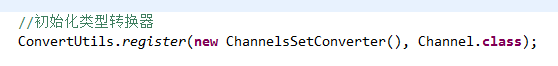 //初始化类型转换器
ConvertUtils.register(new ChannelsSetConverter(), Channel.class);